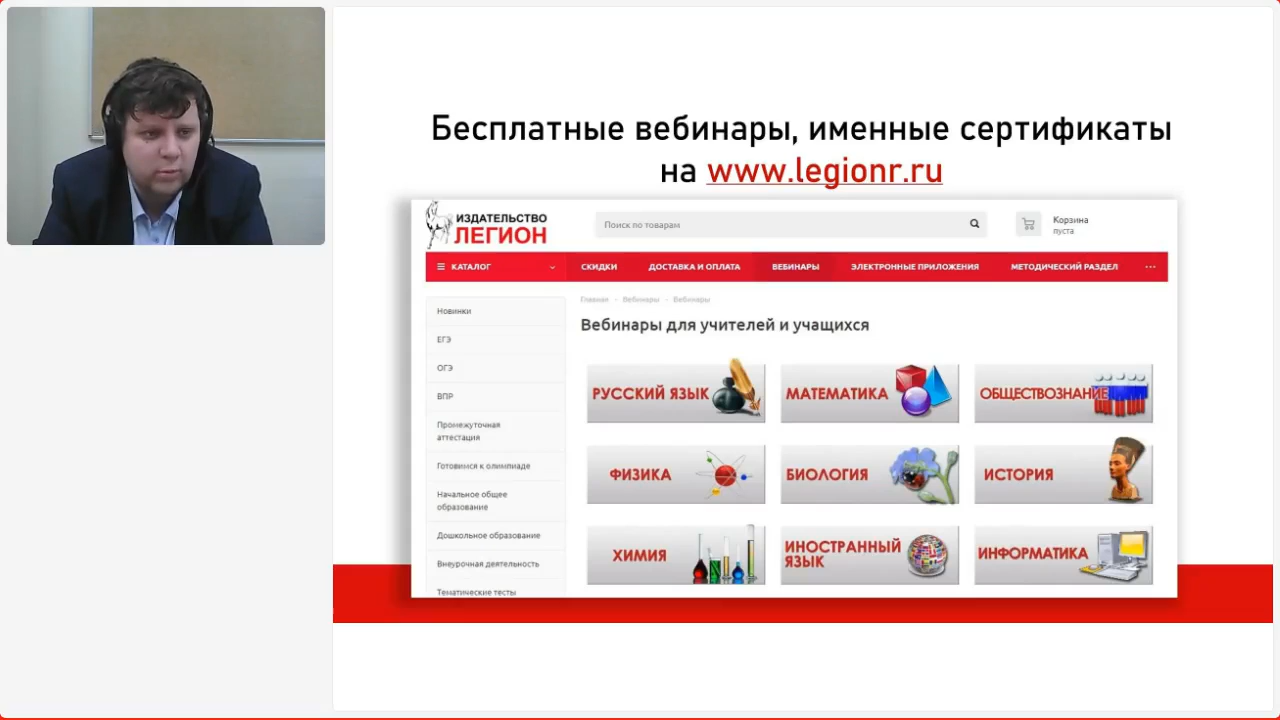 Бесплатные вебинары, именные сертификаты
на www.legionr.ru
ИЗДАТЕЛЬСТВО
ЛЕГИОН
Поиск по товарам
Корзина
пуста
КАТАЛОГ
СКИДКИ
ДОСТАВКА И ОПЛАТА
ВЕБИНАРЫ
ЭЛЕКТРОННЫЕ ПРИЛОЖЕНИЯ
МЕТОДИЧЕСКИЙ РАЗДЕЛ
Главная - Вебинары - Вебинары
Вебинары для учителей и учащихся
Новинки
ЕГЭ
ОГЭ
ВПР
Промежуточная
аттестация
Готовимся к олимпиаде
Начальное общее
образование
Дошкольное образование
Внеурочная деятельность
Тематические тесты
РУССКИЙ ЯЗЫК
МАТЕМАТИКА
ОБЩЕСТВОЗНАНИЕ
ФИЗИКА
БИОЛОГИЯ
ИСТОРИЯ
ХИМИЯ
ИНОСТРАННЫЙ
ЯЗЫК
ИНФОРМАТИКА